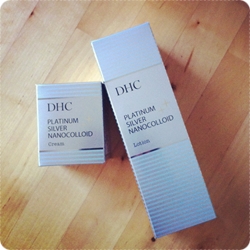 DHC
PLATINUM
SILVER
NANOCOLLOID
Cream
DHC
PLATINUM
SILVER
NANOCOLLOID
Lotion